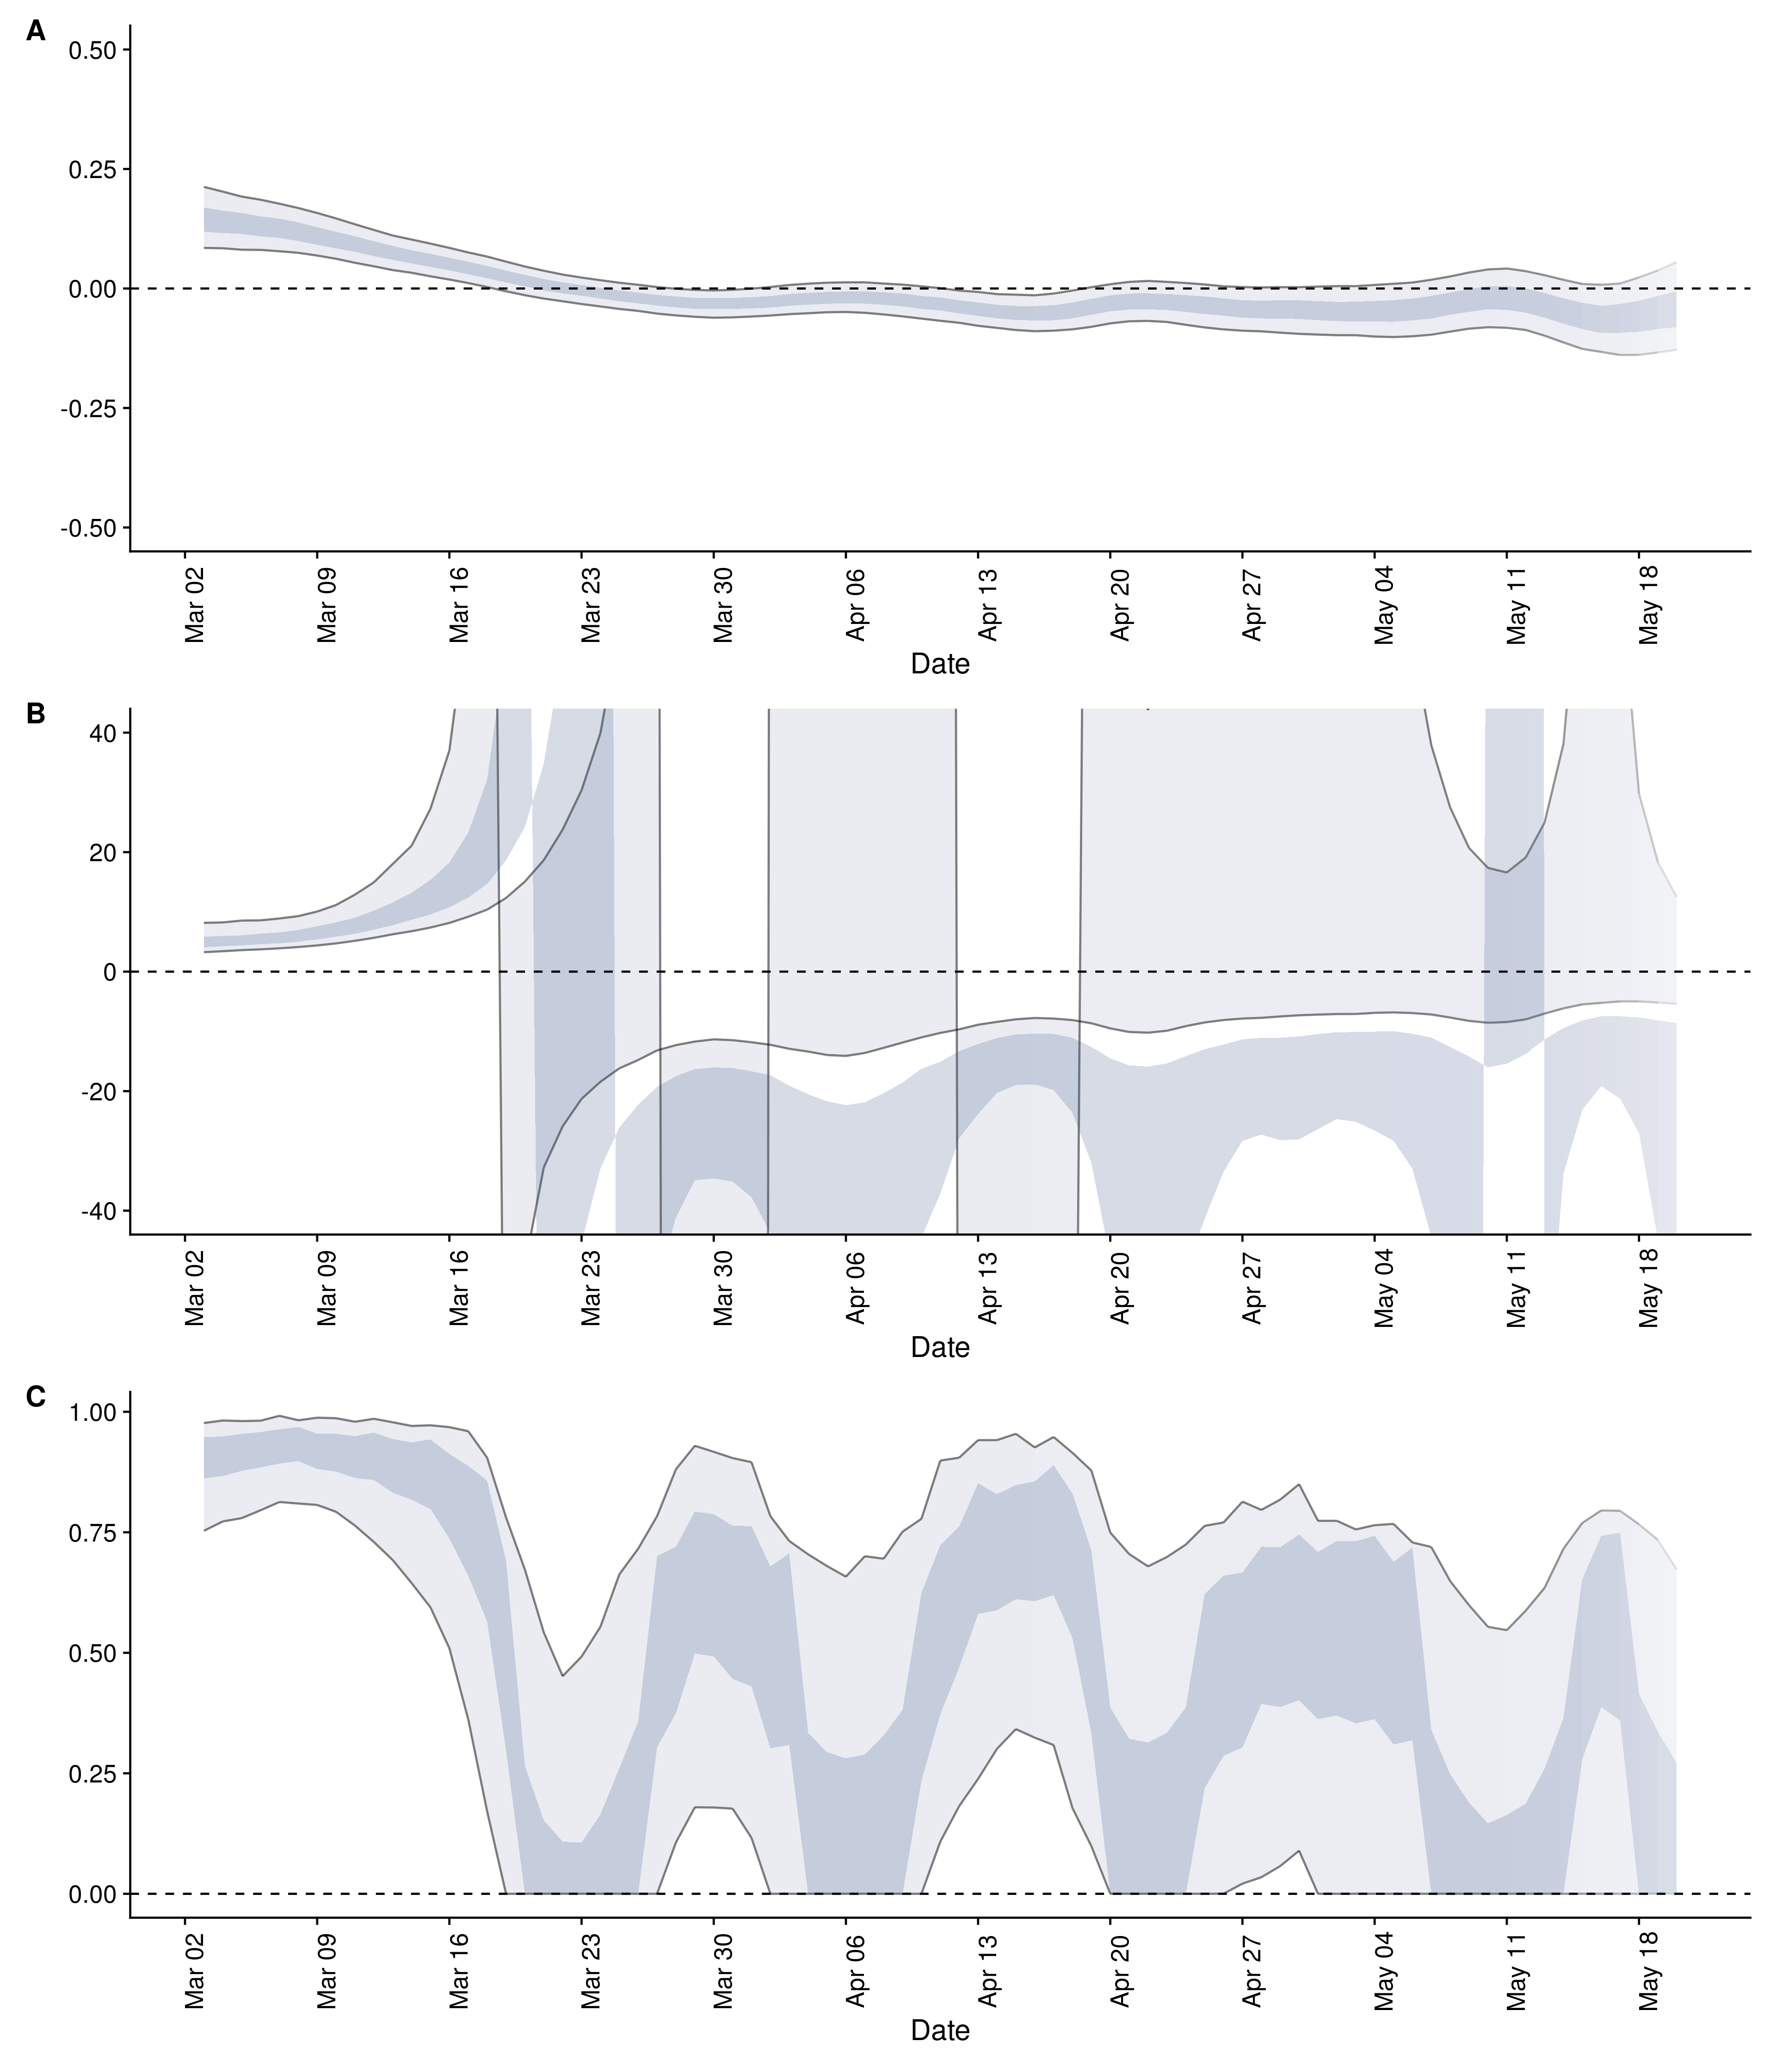 A
0.50
0.25
0.00
-0.25
-0.50
Mar 02
Mar 09
Mar 16
Mar 23
Mar 30
Apr 06
Apr 13
Apr 20
Apr 27
May 04
May 11
May 18
Date
B
40
20
0
-20
-40
Mar 02
Mar 09
Mar 16
Mar 23
Mar 30
Apr 06
Apr 13
Apr 20
Apr 27
May 04
May 11
May 18
Date
C
1.00
0.75
0.50
0.25
0.00
Mar 02
Mar 09
Mar 16
Mar 23
Mar 30
Apr 06
Apr 13
Apr 20
Apr 27
May 04
May 11
May 18
Date